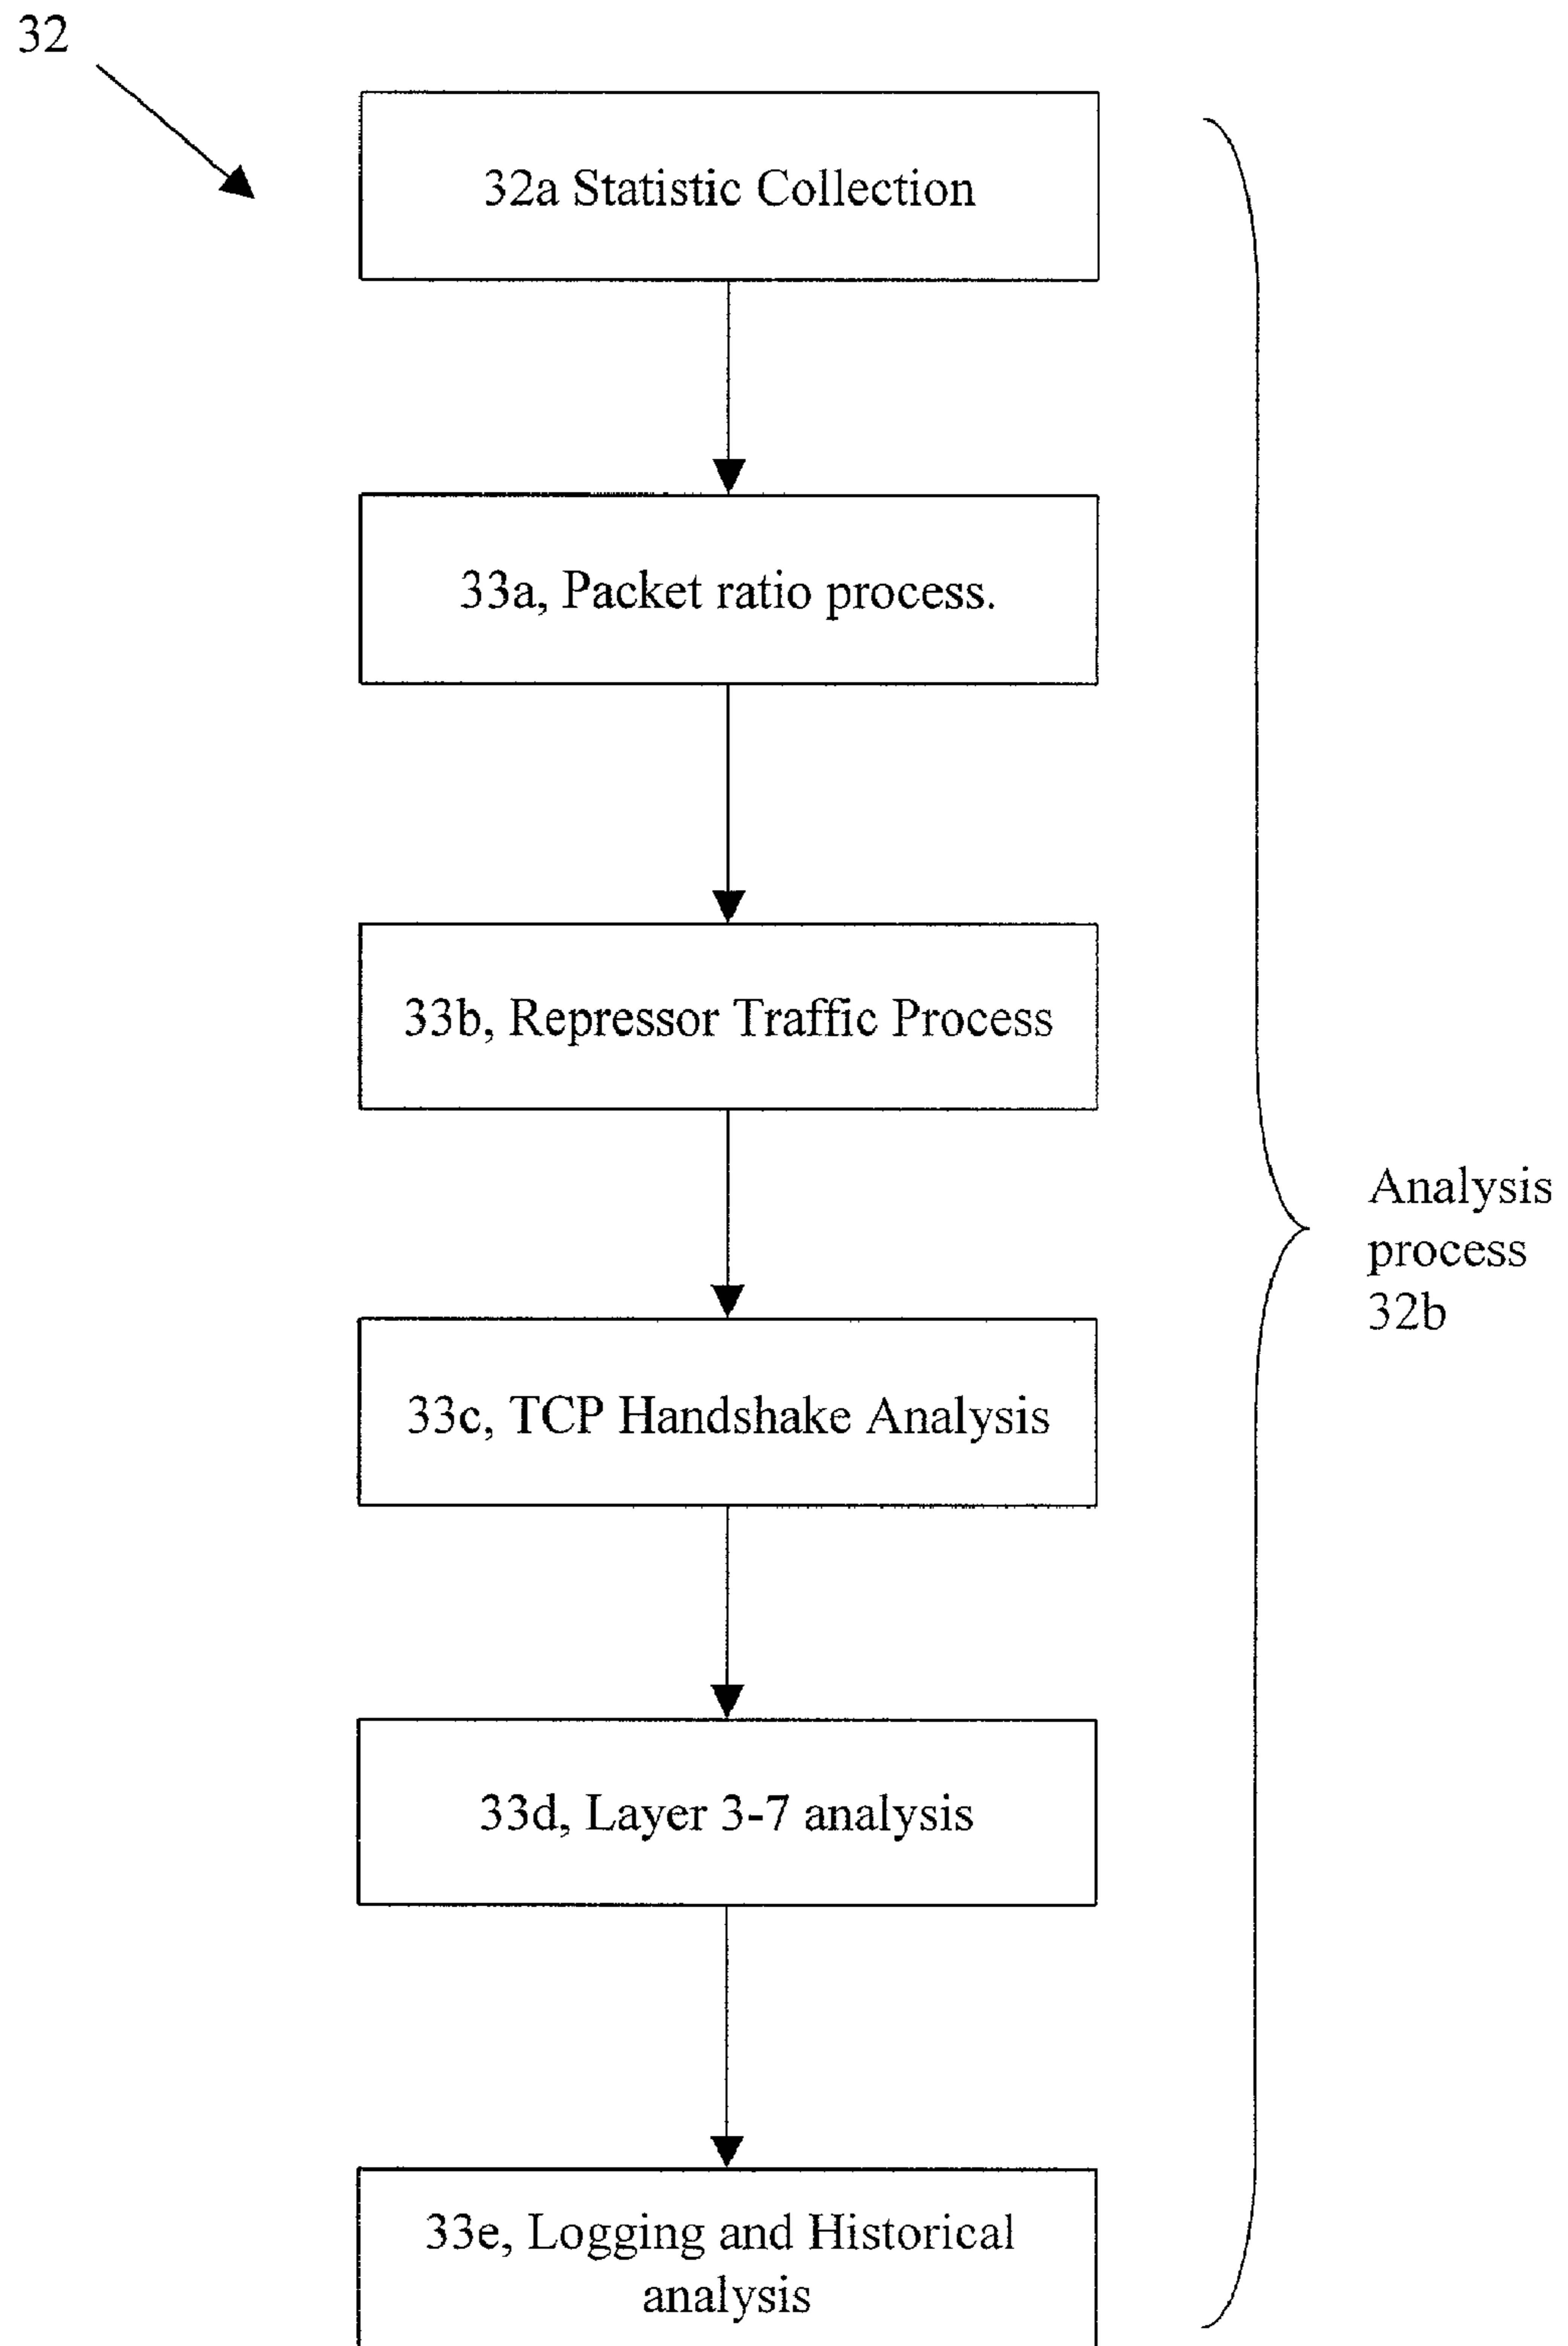 32
32a Statistic Collection
33a, Packet ratio process.
33b, Repressor Traffic Process
33c, TCP Handshake Analysis
Analysis
process
32b
33d, Layer 3-7 analysis
33e, Logging and Historical
analysis